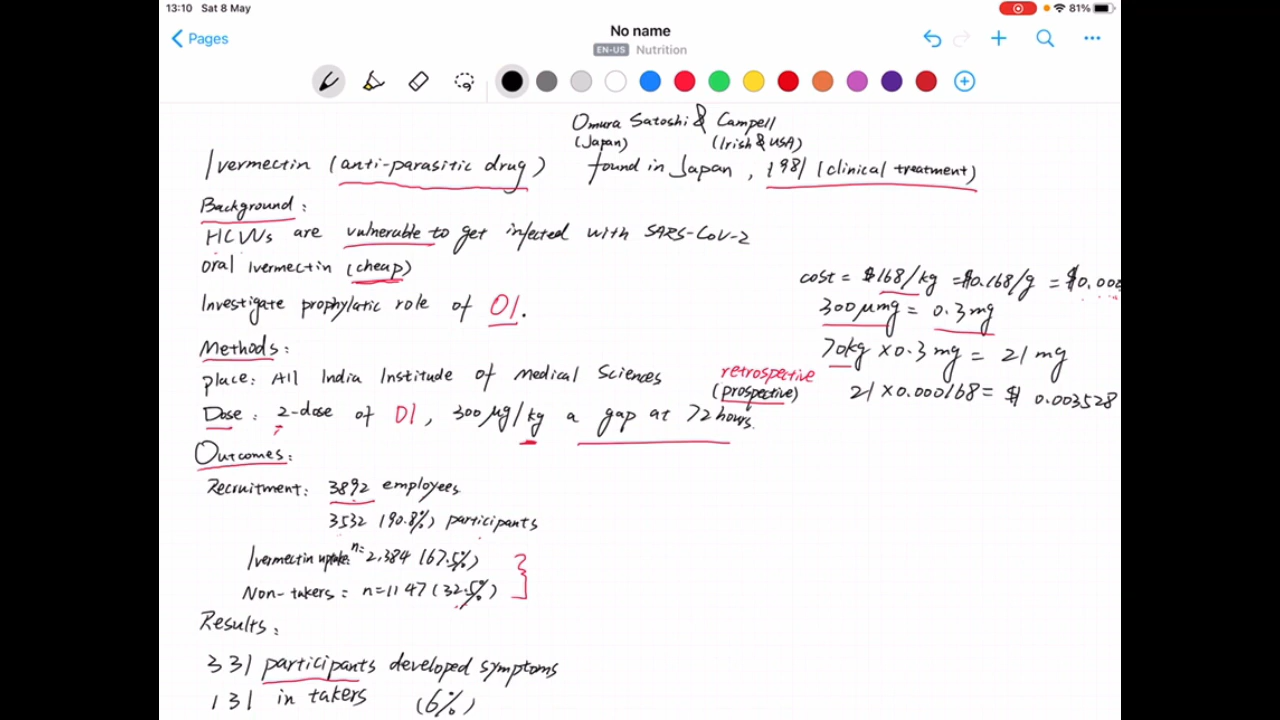 13:10 Sat 8 May
81%
Pages
No name
EN-US Nutrition
Omura Satoshi & Campell
(Japan) (Irish & USA)
Ivermectin (anti-parasitic drug) found in Japan, 1981 (clinical treatment)
Background:
HCWs are vulnerable to get infected with SARS-CoV-2
oral Ivermectin (cheap)
Investigate prophylatic role of OI.
Methods:
place: All India Institute of Medical Sciences
retrospective
(prospective)
Dose: 2-dose of OI, 300 μg/kg a gap at 72 hours.
Outcomes:
Recruitment: 3892 employees
3532 (90.8%) participants
Ivermectin uptake: n=2,384 (67.5%)
Non-takers: n=1147 (32.5%)
Results:
331 participants developed symptoms
131 in takers (6%)
cost = $168/kg = $0.168/g = $0.000
300 μmg = 0.3 mg
70kg × 0.3 mg = 21 mg
21 × 0.000168 = $ 0.003528